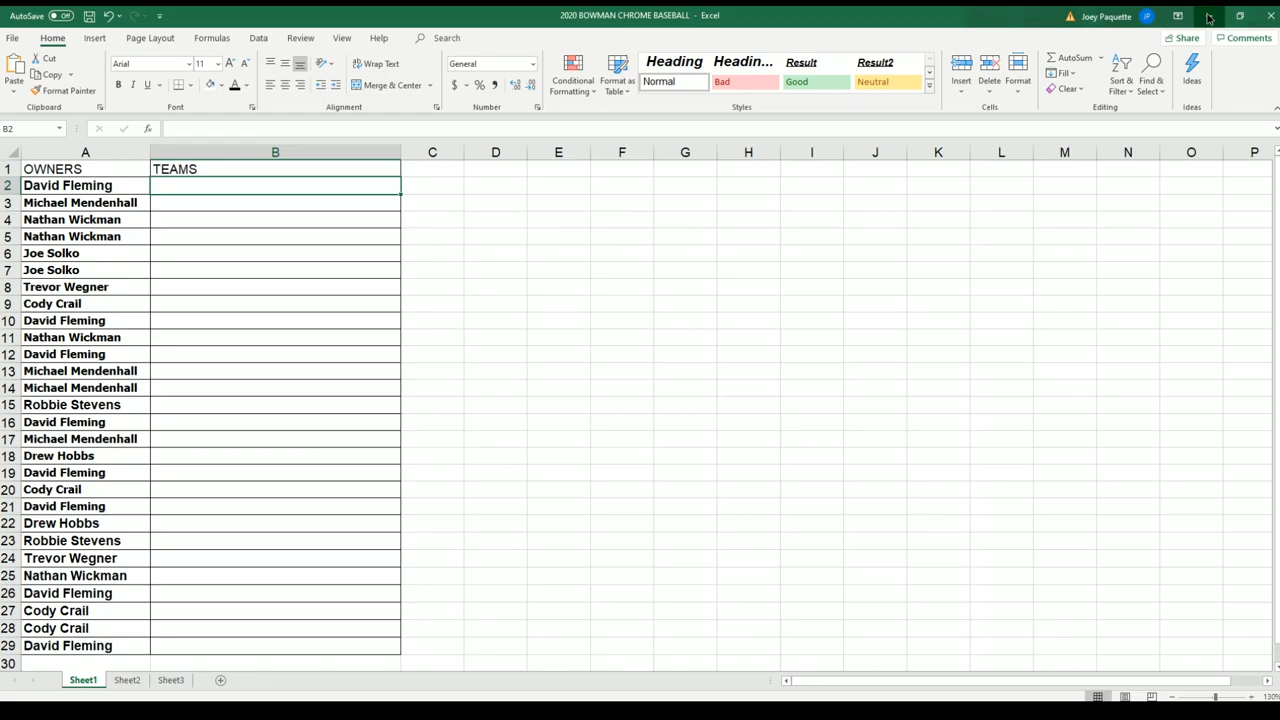 AutoSave Off 2020 BOWMAN CHROME BASEBALL - Excel Joey Paquette JP
File Home Insert Page Layout Formulas Data Review View Help Search Share Comments
Paste Cut Copy Format Painter Clipboard
Arial 11 A A B I U A Font
Wrap Text Merge & Center Alignment
General $ % Number
Conditional Formatting Format as Table
Heading Headin... Result Result2
Normal Bad Good Neutral
Styles
Insert Delete Format Cells
AutoSum Fill Clear Sort & Filter Find & Select Editing
Ideas Ideas
B2 fx
A B C D E F G H I J K L M N O P
1 OWNERS TEAMS
2 David Fleming
3 Michael Mendenhall
4 Nathan Wickman
5 Nathan Wickman
6 Joe Solko
7 Joe Solko
8 Trevor Wegner
9 Cody Crail
10 David Fleming
11 Nathan Wickman
12 David Fleming
13 Michael Mendenhall
14 Michael Mendenhall
15 Robbie Stevens
16 David Fleming
17 Michael Mendenhall
18 Drew Hobbs
19 David Fleming
20 Cody Crail
21 David Fleming
22 Drew Hobbs
23 Robbie Stevens
24 Trevor Wegner
25 Nathan Wickman
26 David Fleming
27 Cody Crail
28 Cody Crail
29 David Fleming
30
Sheet1 Sheet2 Sheet3
130%